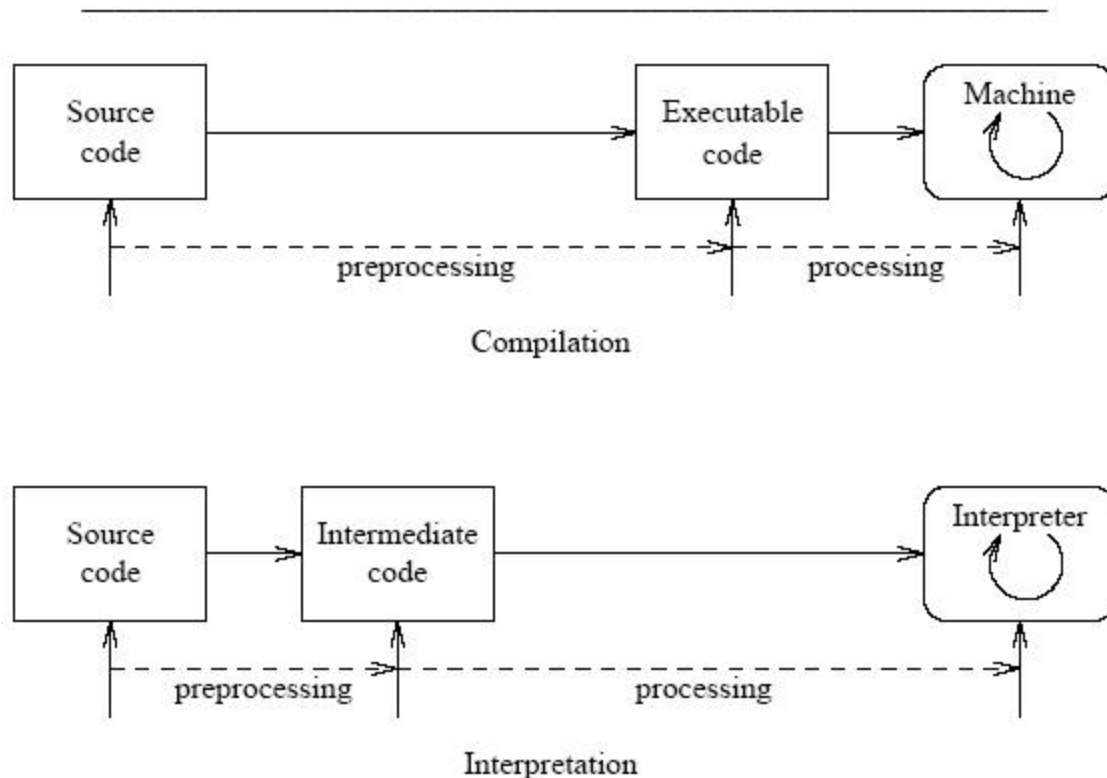 Source
code
Executable
code
Machine
preprocessing
processing
Compilation
Source
code
Intermediate
code
Interpreter
preprocessing
processing
Interpretation